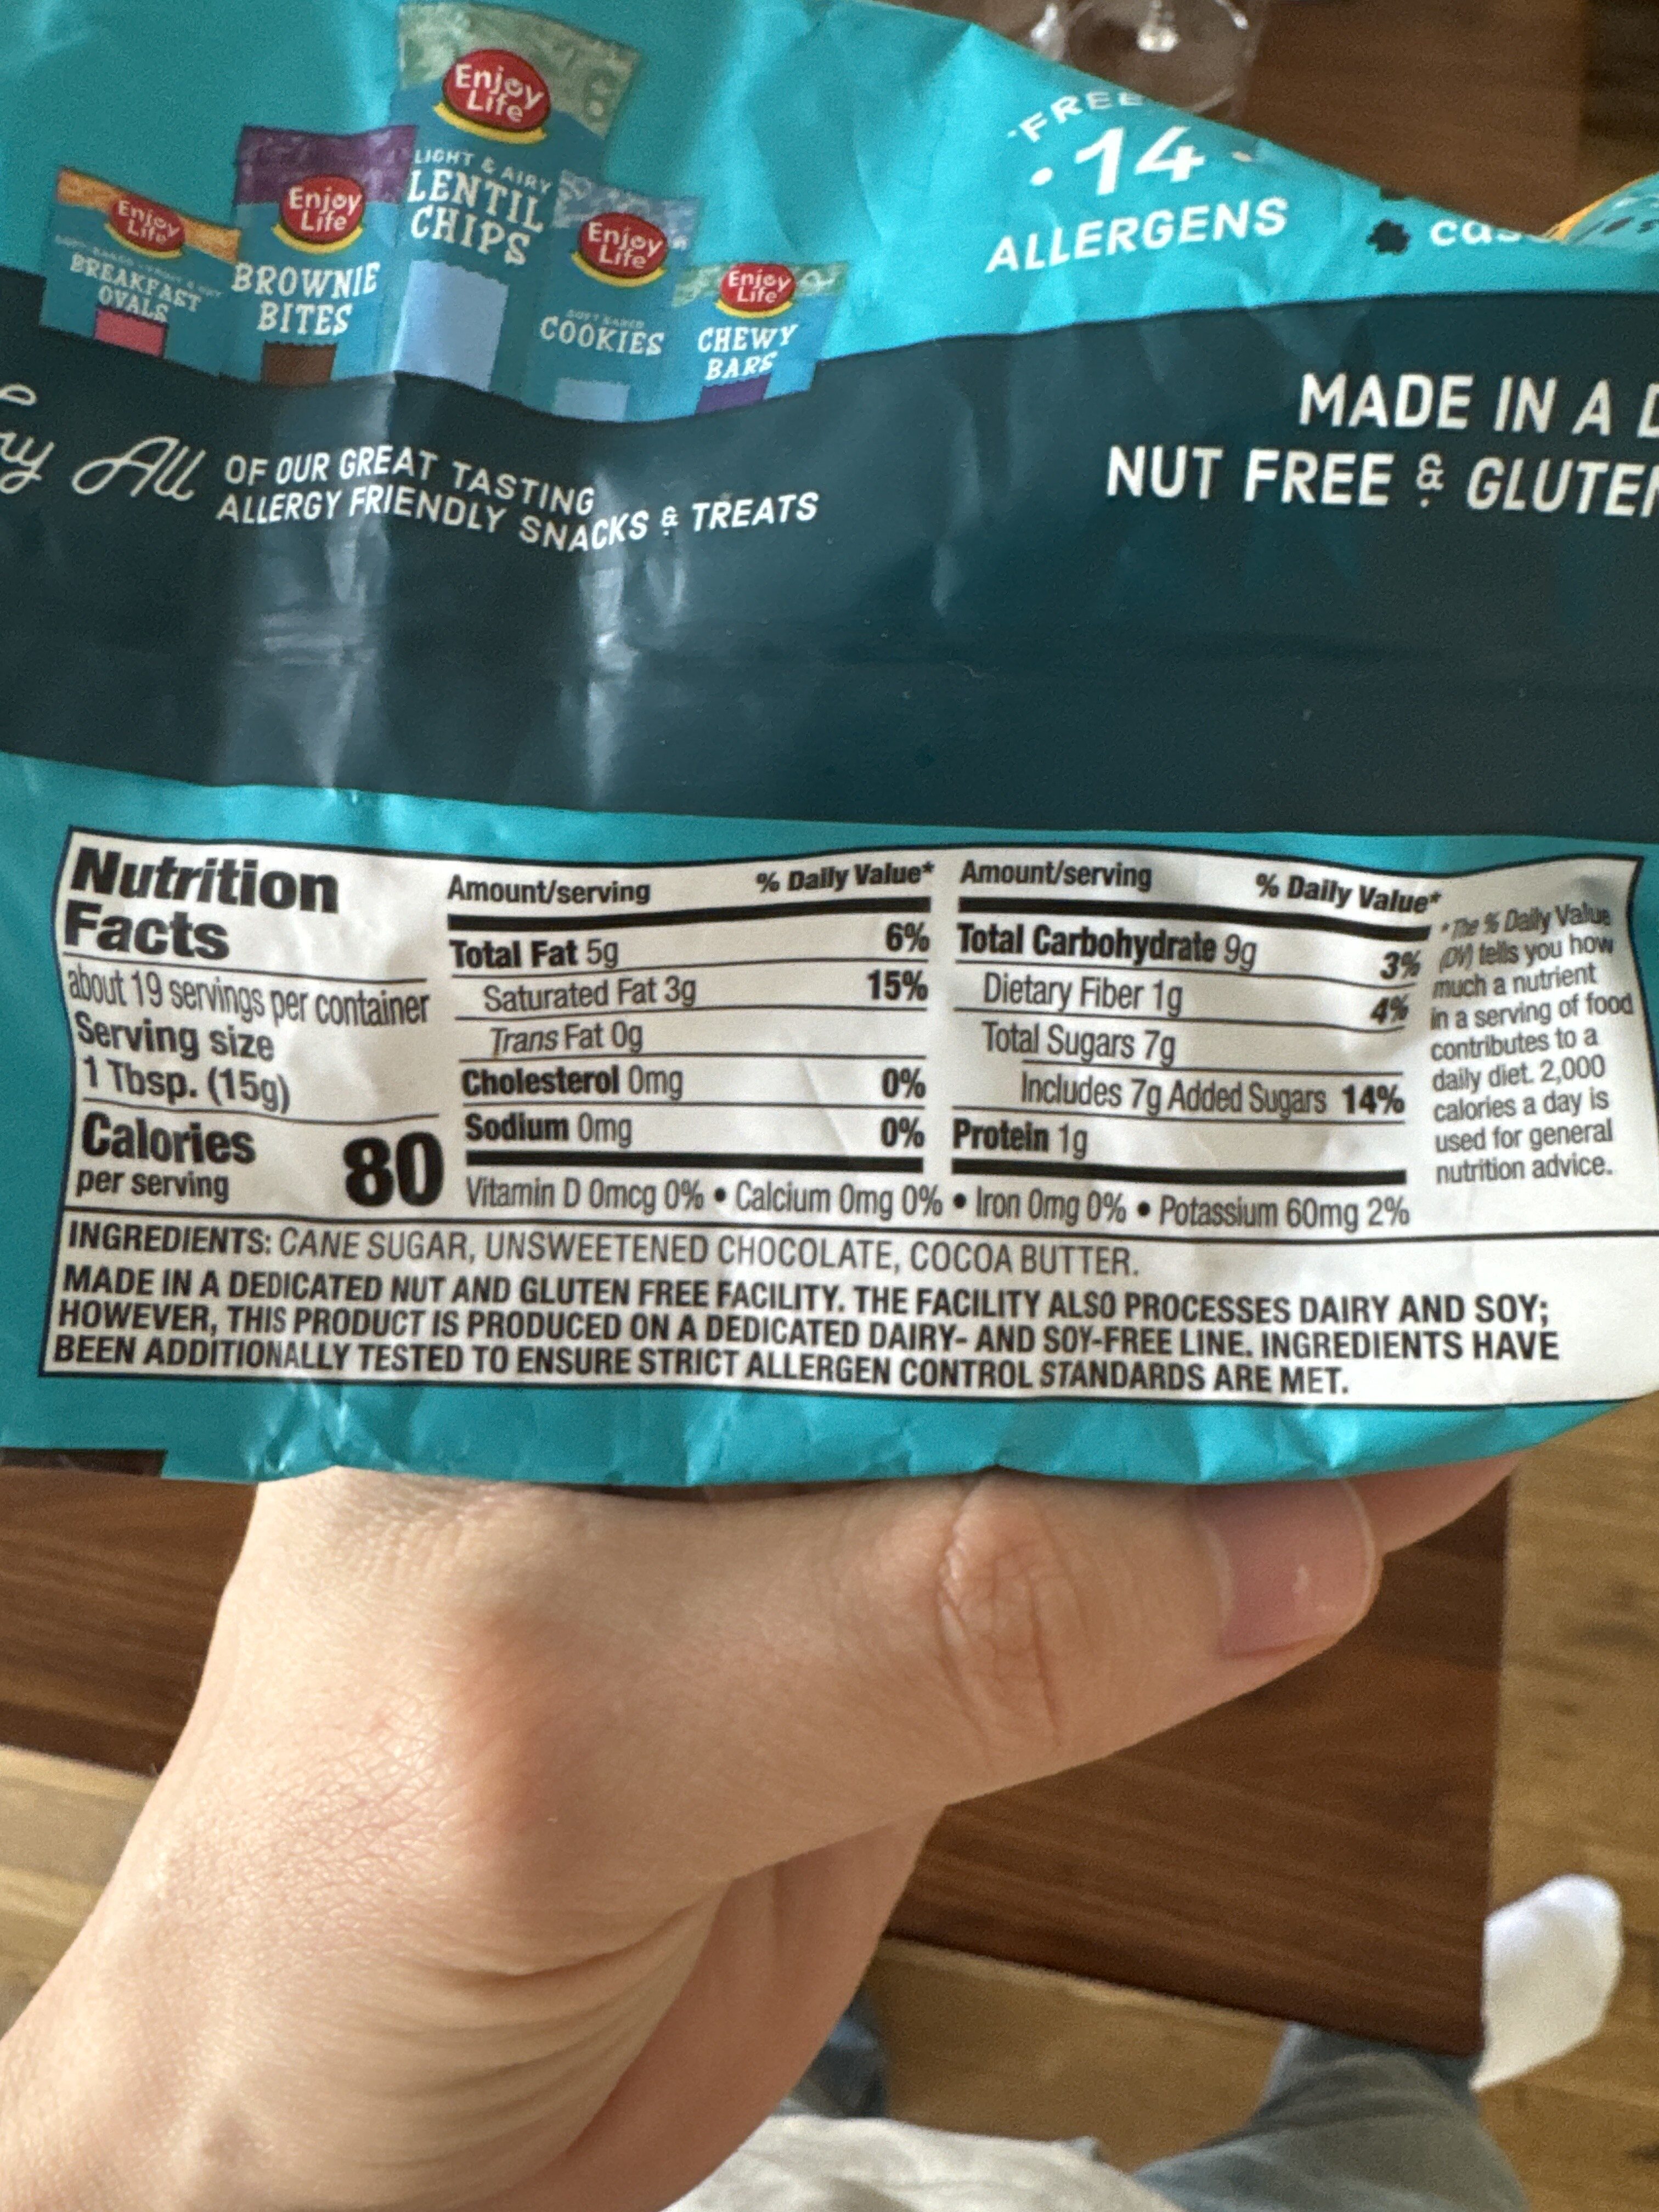 Enjoy
Life
LIGHT & AIRY
LENTIL
CHIPS
Enjoy
Life
BROWNIE
BITES
Enjoy
Life
BREAKFAST
OVALS
Enjoy
Life
SOFT BAKED
COOKIES
Enjoy
Life
CHEWY
BARS
FREE
• 14 •
ALLERGENS
All OF OUR GREAT TASTING
ALLERGY FRIENDLY SNACKS & TREATS
MADE IN A
NUT FREE &
Nutrition
Facts
about 19 servings per container
Serving size
1 Tbsp. (15g)
Calories
per serving 80
Amount/serving % Daily Value*
Total Fat 5g 6%
Saturated Fat 3g 15%
Trans Fat 0g
Cholesterol 0mg 0%
Sodium 0mg 0%
Amount/serving % Daily Value*
Total Carbohydrate 9g 3%
Dietary Fiber 1g 4%
Total Sugars 7g
Includes 7g Added Sugars 14%
Protein 1g
Vitamin D 0mcg 0% • Calcium 0mg 0% • Iron 0mg 0% • Potassium 60mg 2%
* The % Daily Value
(DV) tells you how
much a nutrient
in a serving of food
contributes to a
daily diet. 2,000
calories a day is
used for general
nutrition advice.
INGREDIENTS: CANE SUGAR, UNSWEETENED CHOCOLATE, COCOA BUTTER.
MADE IN A DEDICATED NUT AND GLUTEN FREE FACILITY. THE FACILITY ALSO PROCESSES DAIRY AND SOY;
HOWEVER, THIS PRODUCT IS PRODUCED ON A DEDICATED DAIRY- AND SOY-FREE LINE. INGREDIENTS HAVE
BEEN ADDITIONALLY TESTED TO ENSURE STRICT ALLERGEN CONTROL STANDARDS ARE MET.